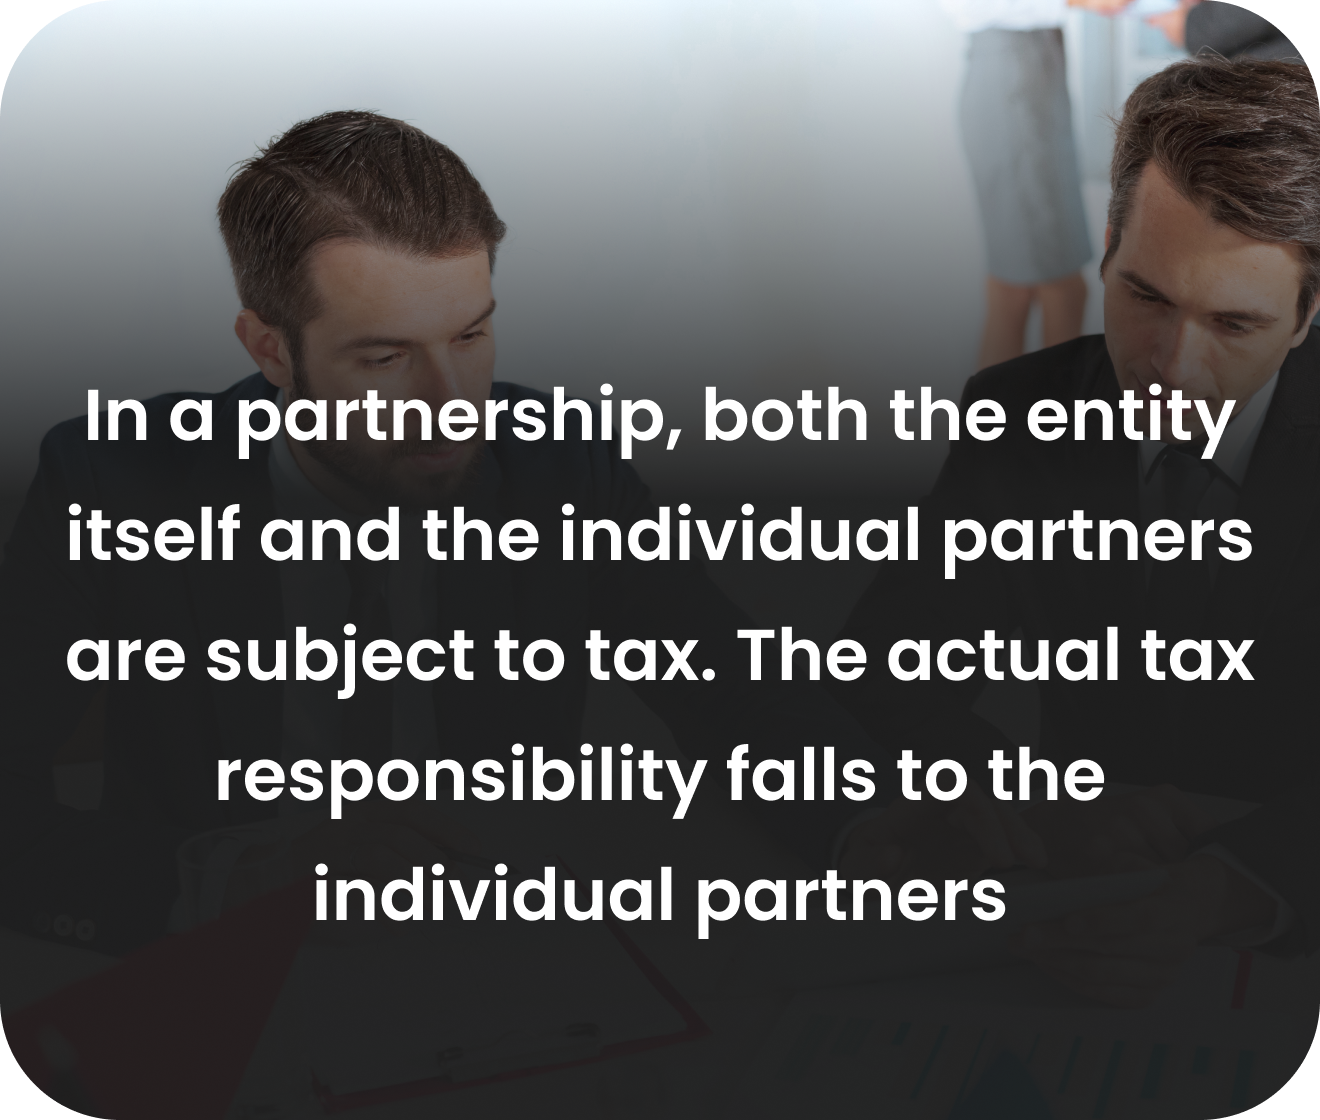 In a partnership, both the entity
itself and the individual partners
are subject to tax. The actual tax
responsibility falls to the
individual partners